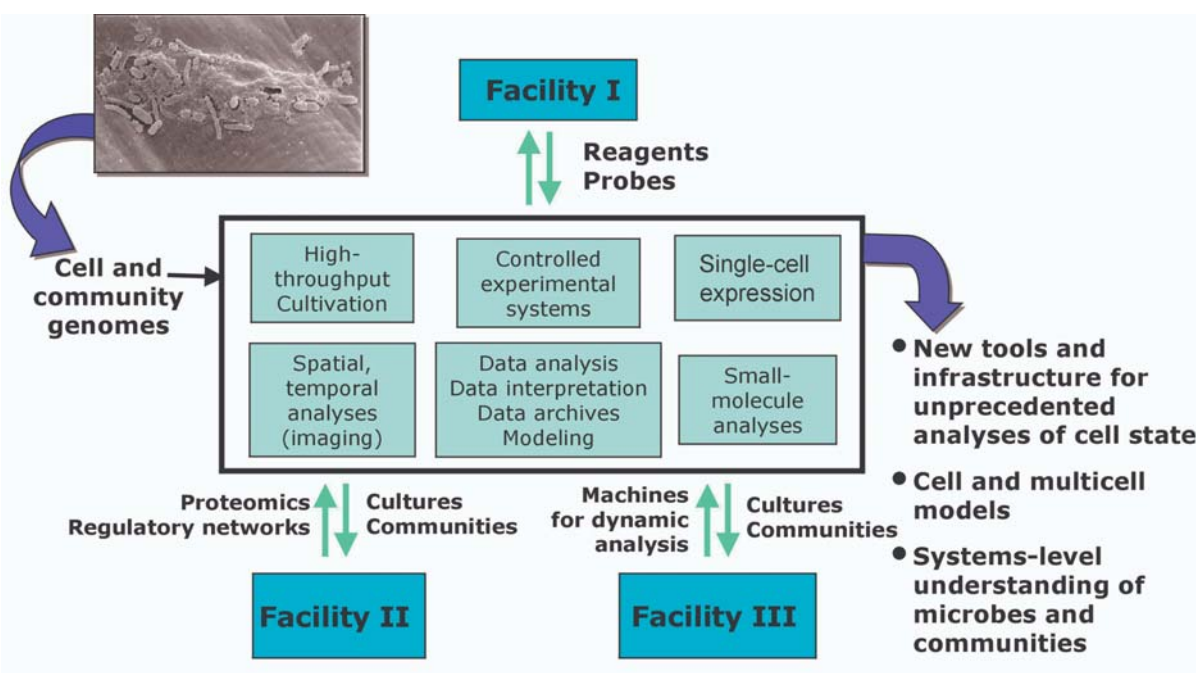 Facility I
Reagents
Probes
Cell and
community
genomes
High-
throughput
Cultivation
Controlled
experimental
systems
Single-cell
expression
Spatial,
temporal
analyses
(imaging)
Data analysis
Data interpretation
Data archives
Modeling
Small-
molecule
analyses
• New tools and
infrastructure for
unprecedented
analyses of cell state
• Cell and multicell
models
• Systems-level
understanding of
microbes and
communities
Proteomics
Regulatory networks
Cultures
Communities
Machines
for dynamic
analysis
Cultures
Communities
Facility II
Facility III